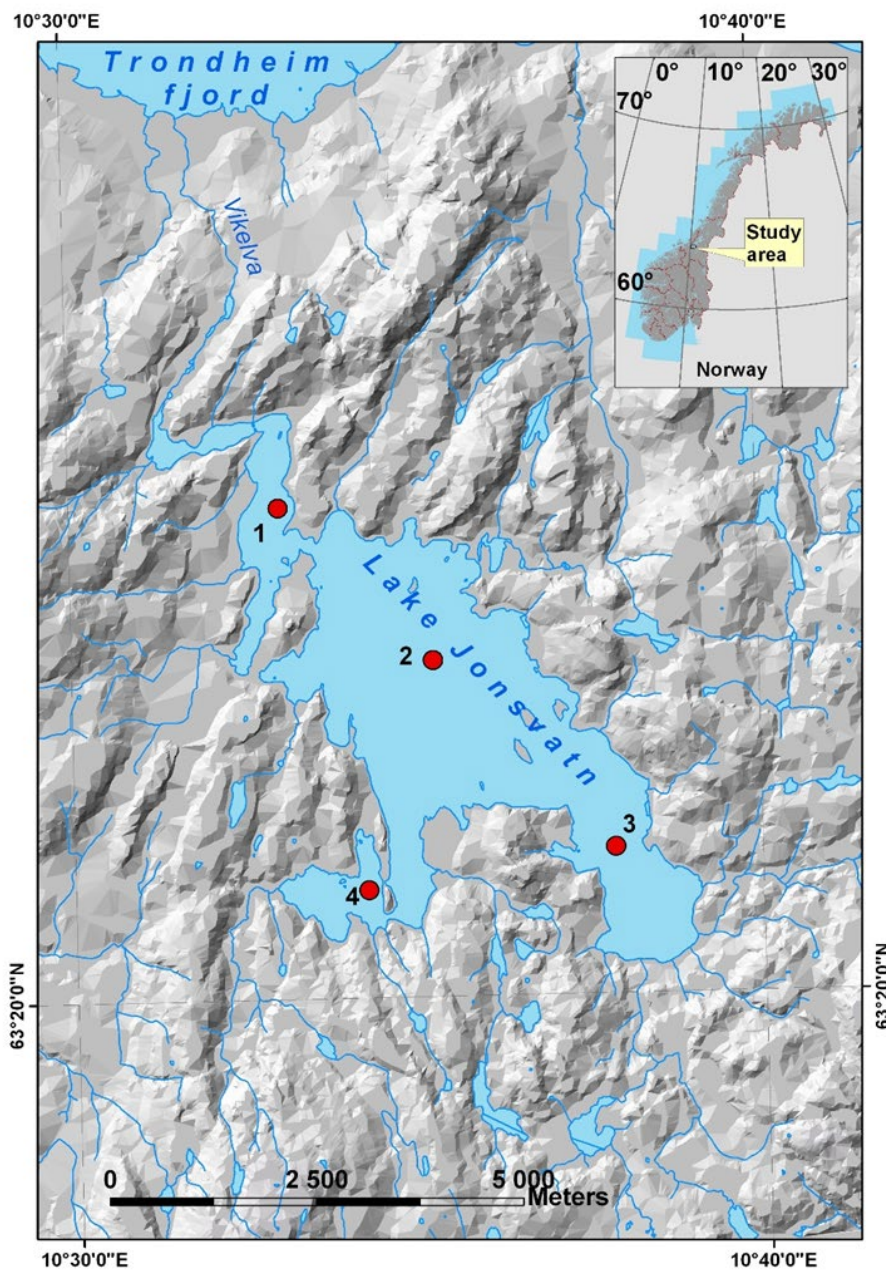 10°30'0"E
10°40'0"E
Trondheim
fjord
0°
10°
20°
30°
70°
Vikelva
Study
area
60°
Norway
1
Lake Jonsvatn
2
3
4
63°20'0"N
63°20'0"N
0
2 500
5 000
Meters
10°30'0"E
10°40'0"E